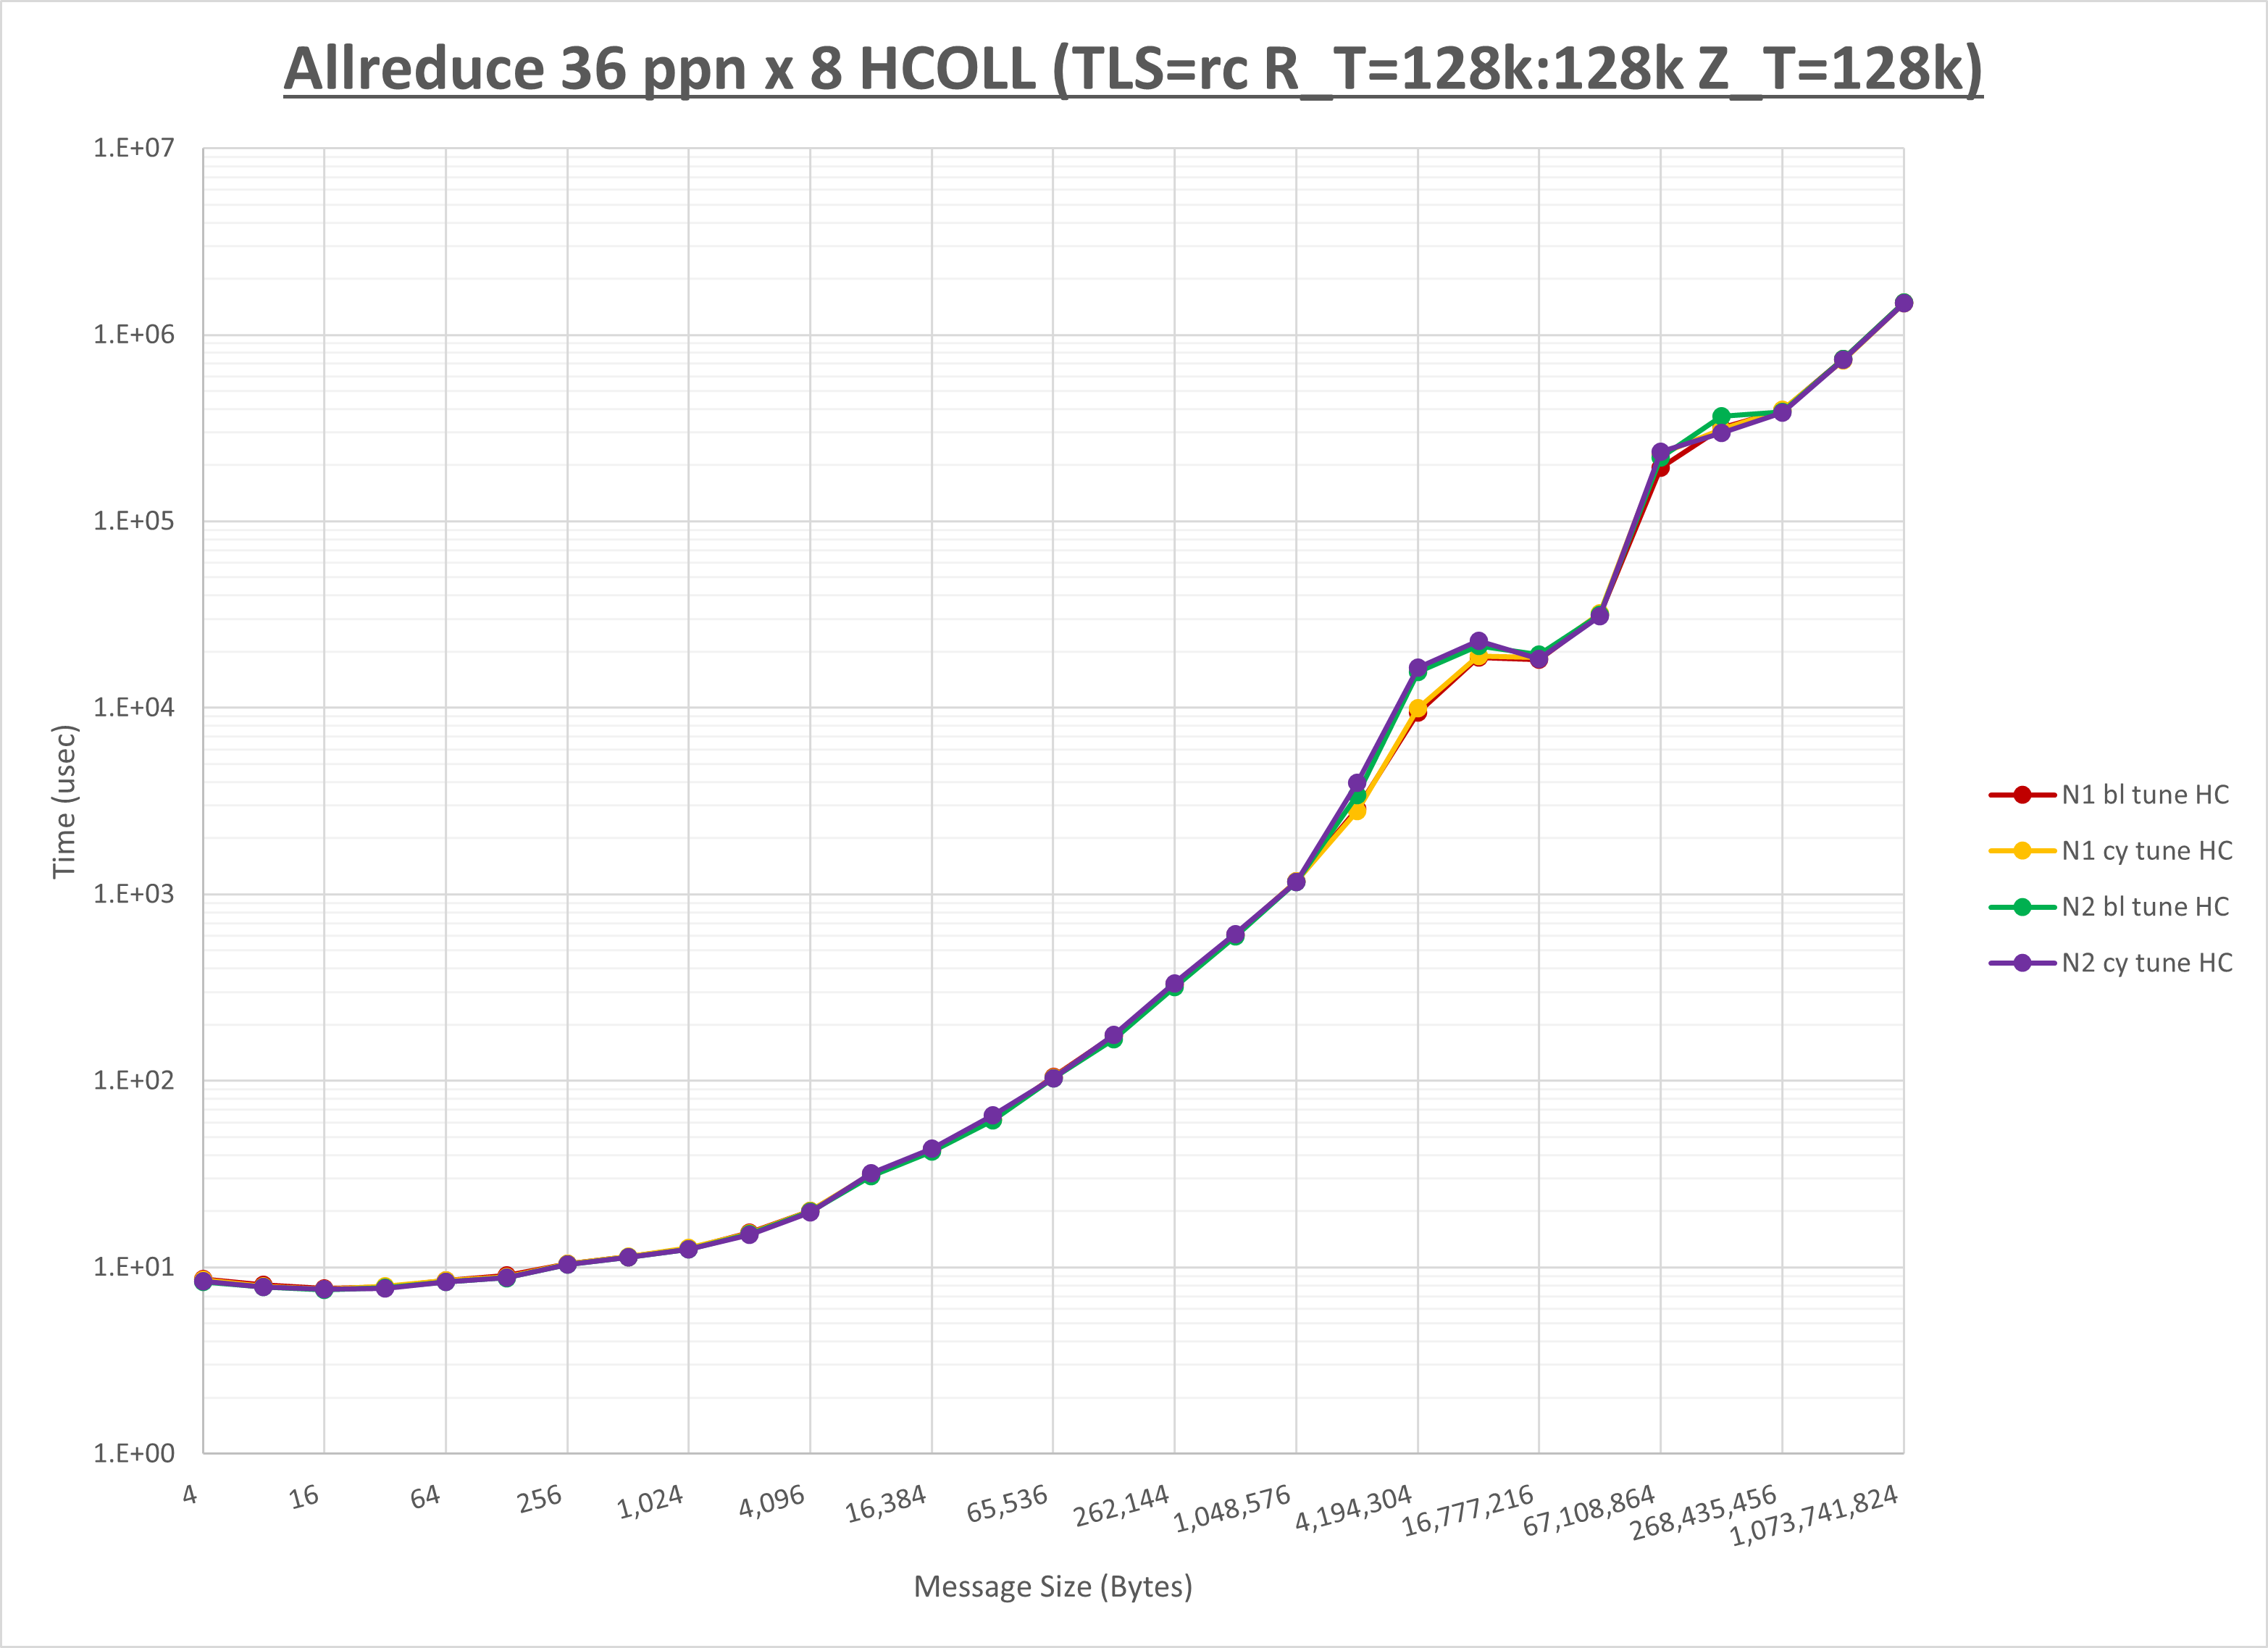 Allreduce 36 ppn x 8 HCOLL (TLS=rc R_T=128k:128k Z_T=128k)
1.E+07
1.E+06
1.E+05
1.E+04
1.E+03
1.E+02
1.E+01
1.E+00
Time (usec)
4
16
64
256
1,024
4,096
16,384
65,536
262,144
1,048,576
4,194,304
16,777,216
67,108,864
268,435,456
1,073,741,824
Message Size (Bytes)
N1 bl tune HC
N1 cy tune HC
N2 bl tune HC
N2 cy tune HC